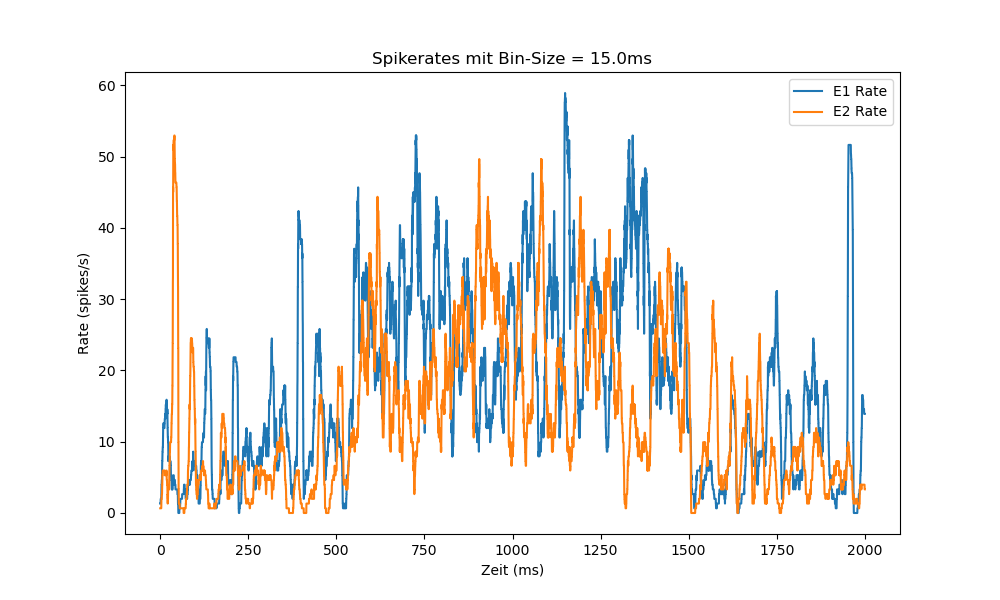 Spikerates mit Bin-Size = 15.0ms
E1 Rate
E2 Rate
Rate (spikes/s)
60
50
40
30
20
10
0
0 250 500 750 1000 1250 1500 1750 2000
Zeit (ms)